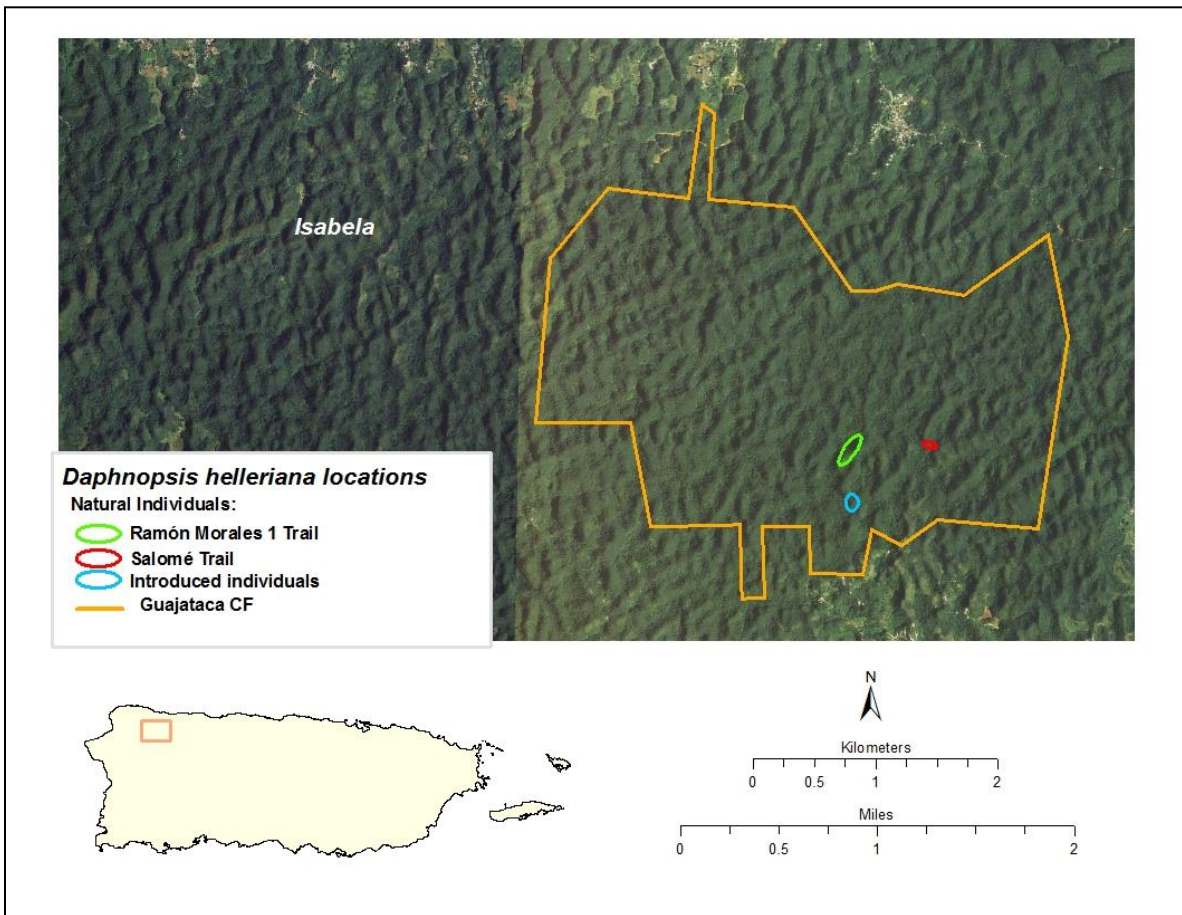 Isabela
Daphnopsis helleriana locations
Natural Individuals:
Ramón Morales 1 Trail
Salomé Trail
Introduced individuals
Guajataca CF
N
Kilometers
0 0.5 1 2
Miles
0 0.5 1 2